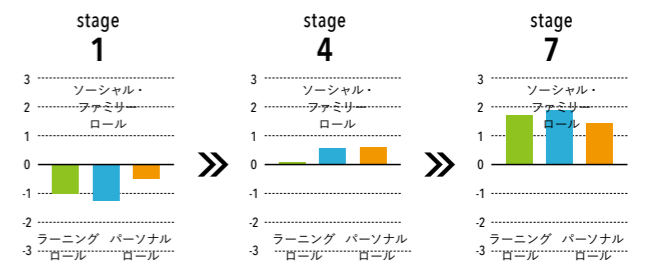 stage
1
3
2
1
0
-1
-2
-3
ソーシャル・
ファミリー
ロール
ラーニング
ロール
パーソナル
ロール
stage
4
3
2
1
0
-1
-2
-3
ソーシャル・
ファミリー
ロール
ラーニング
ロール
パーソナル
ロール
stage
7
3
2
1
0
-1
-2
-3
ソーシャル・
ファミリー
ロール
ラーニング
ロール
パーソナル
ロール